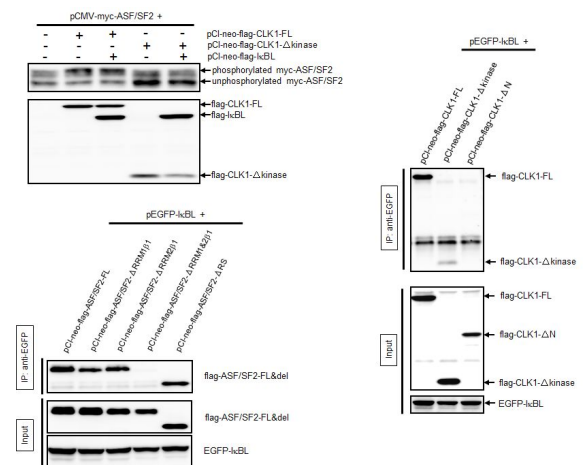 pCMV-myc-ASF/SF2 +
- + + - - pCI-neo-flag-CLK1-FL
- - - + + pCI-neo-flag-CLK1-Δkinase
- - + - + pCI-neo-flag-IκBL
phosphorylated myc-ASF/SF2
unphosphorylated myc-ASF/SF2
flag-CLK1-FL
flag-IκBL
flag-CLK1-Δkinase
pEGFP-IκBL +
pCI-neo-flag-ASF/SF2-FL
pCI-neo-flag-ASF/SF2-ΔRRM1β1
pCI-neo-flag-ASF/SF2-ΔRRM2β1
pCI-neo-flag-ASF/SF2-ΔRRM1&2β1
pCI-neo-flag-ASF/SF2-ΔRS
IP: anti-EGFP
flag-ASF/SF2-FL&del
Input
flag-ASF/SF2-FL&del
EGFP-IκBL
pEGFP-IκBL +
pCI-neo-flag-CLK1-FL
pCI-neo-flag-CLK1-Δkinase
pCI-neo-flag-CLK1-ΔN
IP: anti-EGFP
flag-CLK1-FL
flag-CLK1-Δkinase
Input
flag-CLK1-FL
flag-CLK1-ΔN
flag-CLK1-Δkinase
EGFP-IκBL